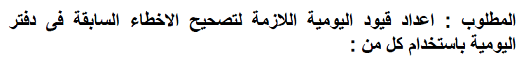 المطلوب : اعداد قيود اليومية اللازمة لتصحيح الاخطاء السابقة فى دفتر
اليومية باستخدام كل من :